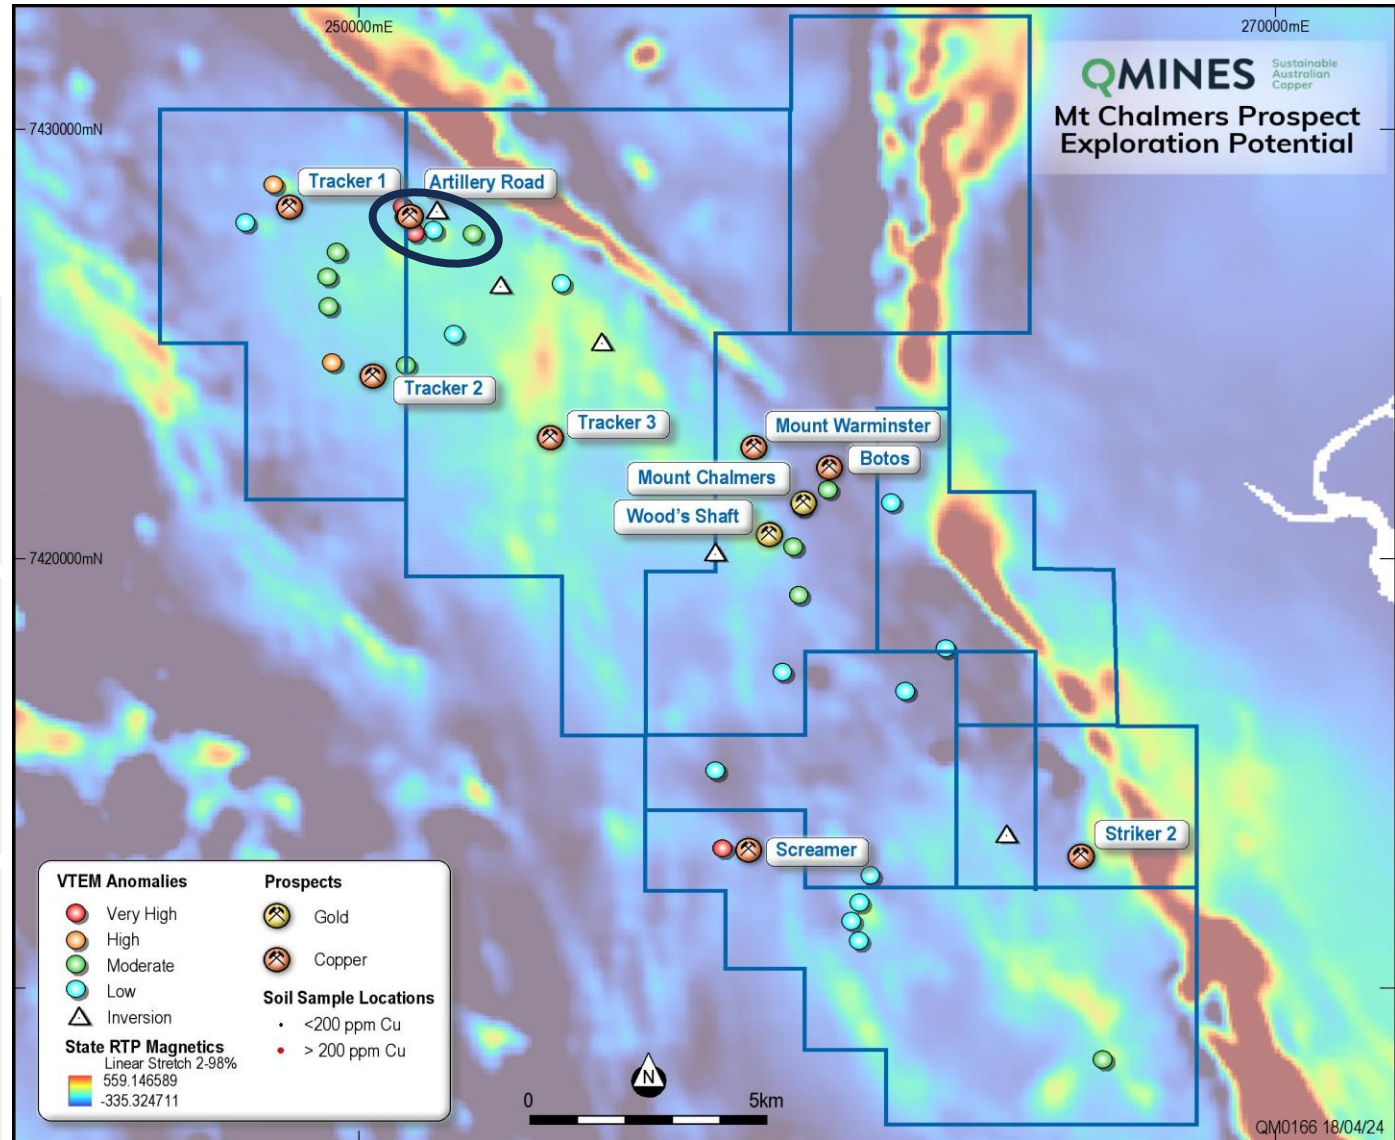 250000mE
270000mE
QMINES
Sustainable
Australian
Copper
Mt Chalmers Prospect
Exploration Potential
7430000mN
Tracker 1
Artillery Road
Tracker 2
Tracker 3
Mount Warminster
Botos
Mount Chalmers
Wood's Shaft
7420000mN
Screamer
Striker 2
VTEM Anomalies
Very High
High
Moderate
Low
Inversion
State RTP Magnetics
Linear Stretch 2-98%
559.146589
-335.324711
Prospects
Gold
Copper
Soil Sample Locations
<200 ppm Cu
> 200 ppm Cu
N
0
5km
QM0166 18/04/24